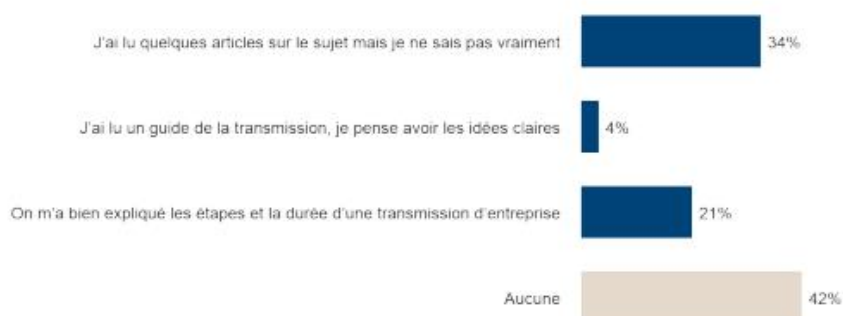 J'ai lu quelques articles sur le sujet mais je ne sais pas vraiment 34%
J'ai lu un guide de la transmission, je pense avoir les idées claires 4%
On m'a bien expliqué les étapes et la durée d'une transmission d'entreprise 21%
Aucune 42%